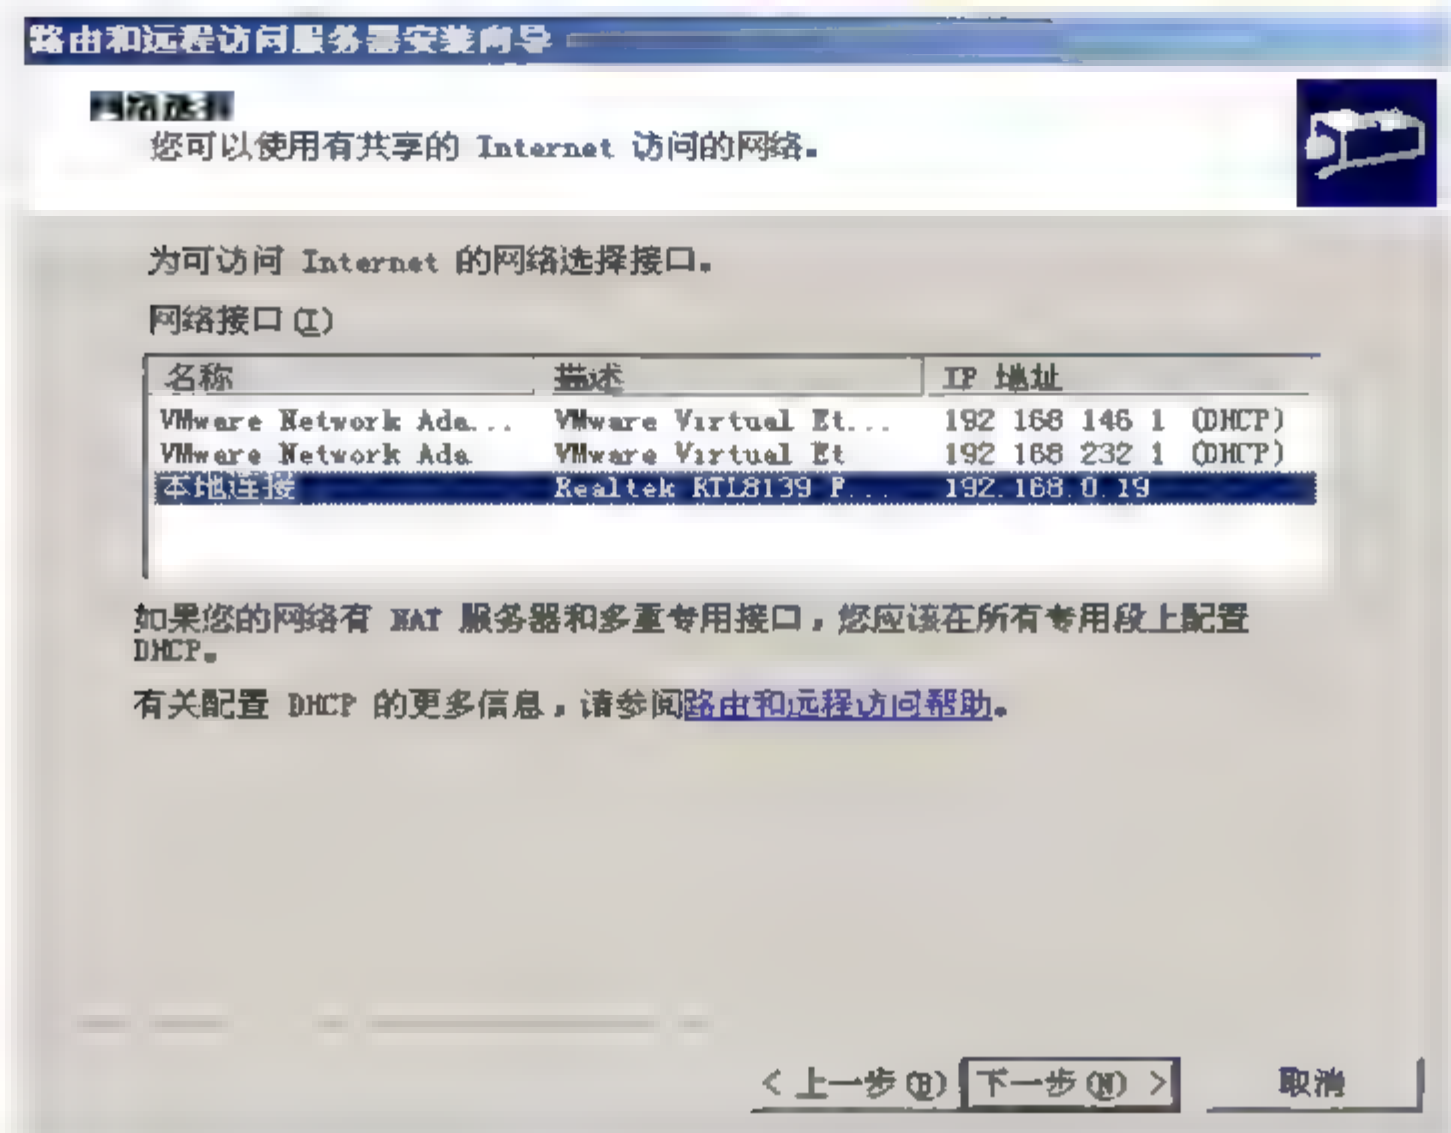 路由和远程访问服务器安装向导
网络选择
您可以使用有共享的 Internet 访问的网络。
为可访问 Internet 的网络选择接口。
网络接口(I)
名称 描述 IP 地址
VMware Network Ada... VMware Virtual Et... 192 168 146 1 (DHCP)
VMware Network Ada VMware Virtual Et 192 168 232 1 (DHCP)
本地连接 Realtek RTL8139 F... 192.168.0.19
如果您的网络有 NAT 服务器和多重专用接口，您应该在所有专用段上配置
DHCP。
有关配置 DHCP 的更多信息，请参阅路由和远程访问帮助。
< 上一步(B) 下一步(N) > 取消